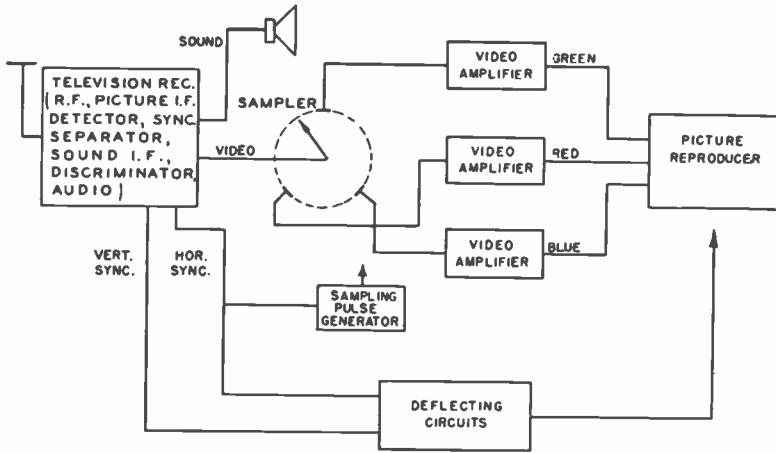 SOUND
TELEVISION REC.
(R.F., PICTURE I.F.
DETECTOR, SYNC.
SEPARATOR,
SOUND I.F.,
DISCRIMINATOR,
AUDIO)
SAMPLER
VIDEO
VIDEO
AMPLIFIER
GREEN
VIDEO
AMPLIFIER
RED
VIDEO
AMPLIFIER
BLUE
PICTURE
REPRODUCER
VERT.
SYNC.
HOR.
SYNC.
SAMPLING
PULSE
GENERATOR
DEFLECTING
CIRCUITS